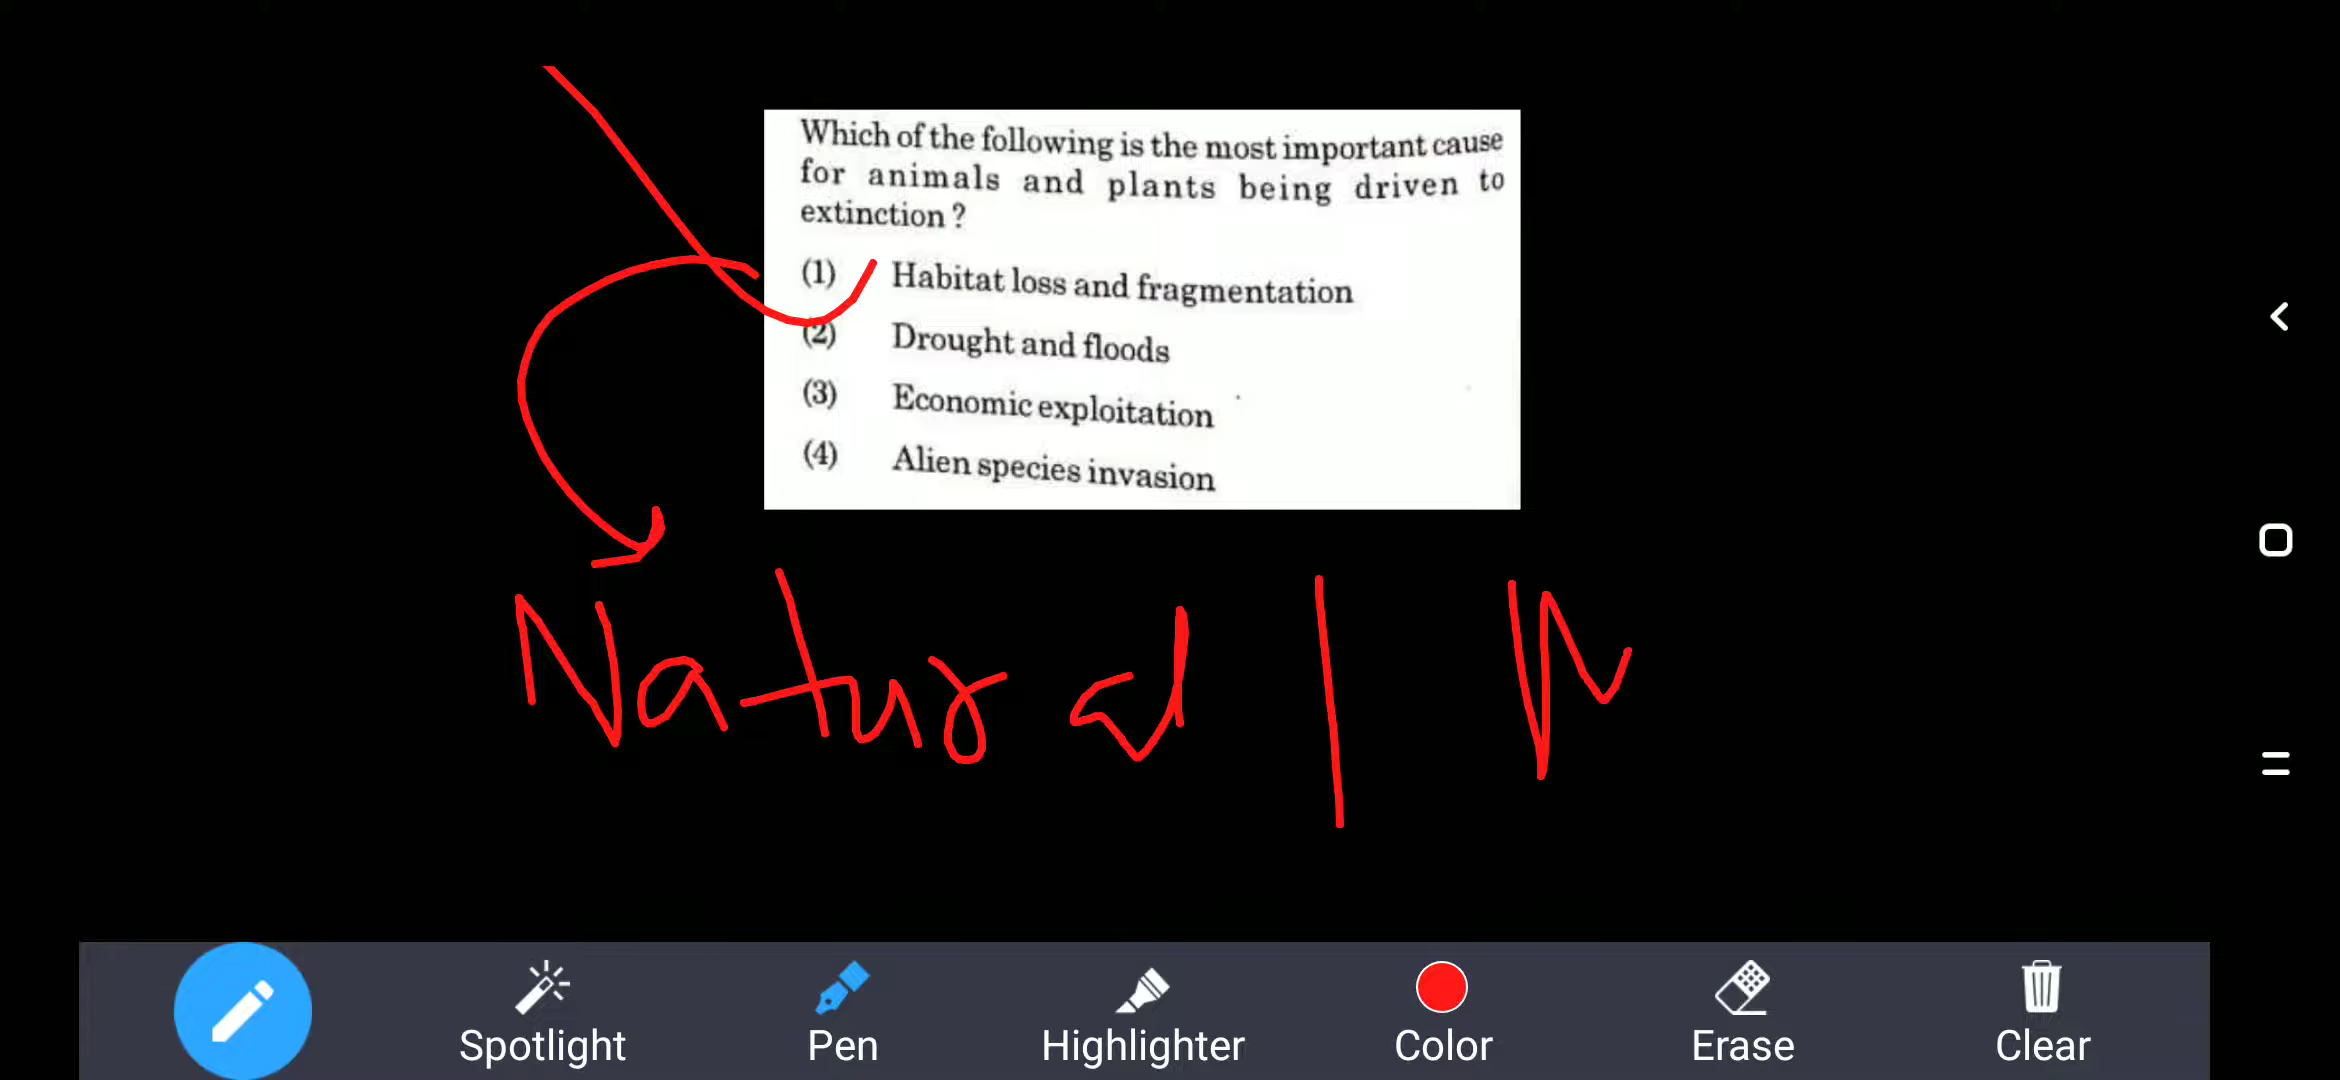 Which of the following is the most important cause
for animals and plants being driven to
extinction ?
(1) Habitat loss and fragmentation
(2) Drought and floods
(3) Economic exploitation
(4) Alien species invasion
Natural |
Spotlight Pen Highlighter Color Erase Clear